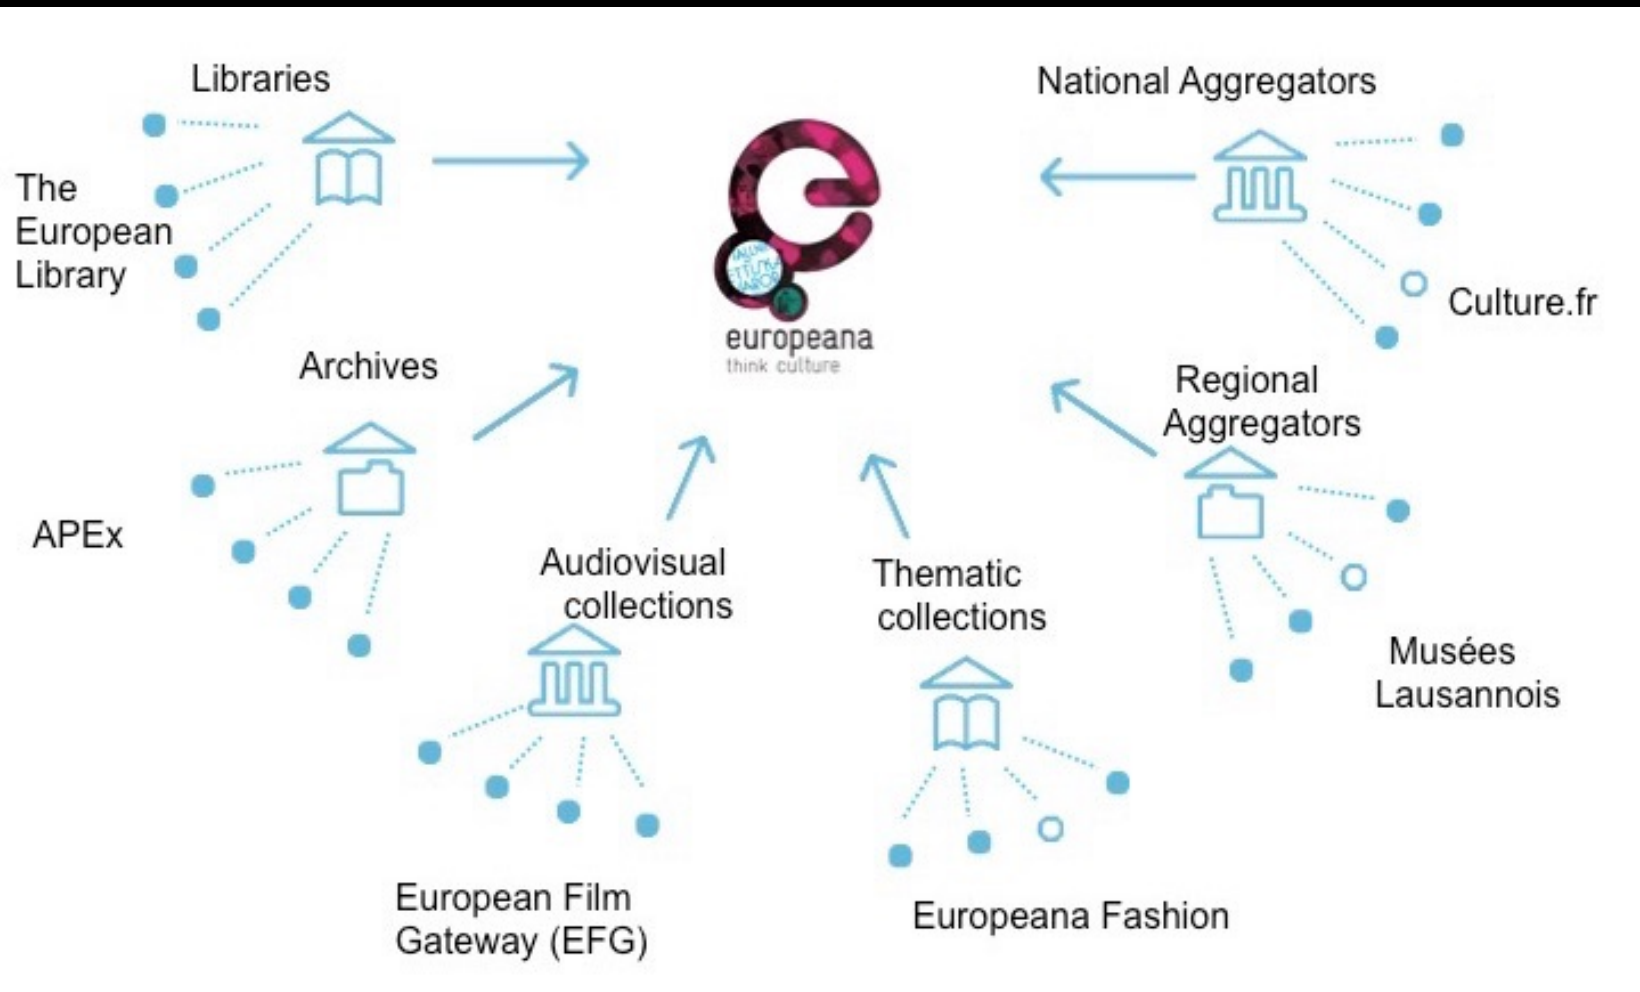 Libraries
The
European
Library
Archives
APEx
Audiovisual
collections
European Film
Gateway (EFG)
europeana
think culture
Thematic
collections
Europeana Fashion
National Aggregators
Culture.fr
Regional
Aggregators
Musées
Lausannois